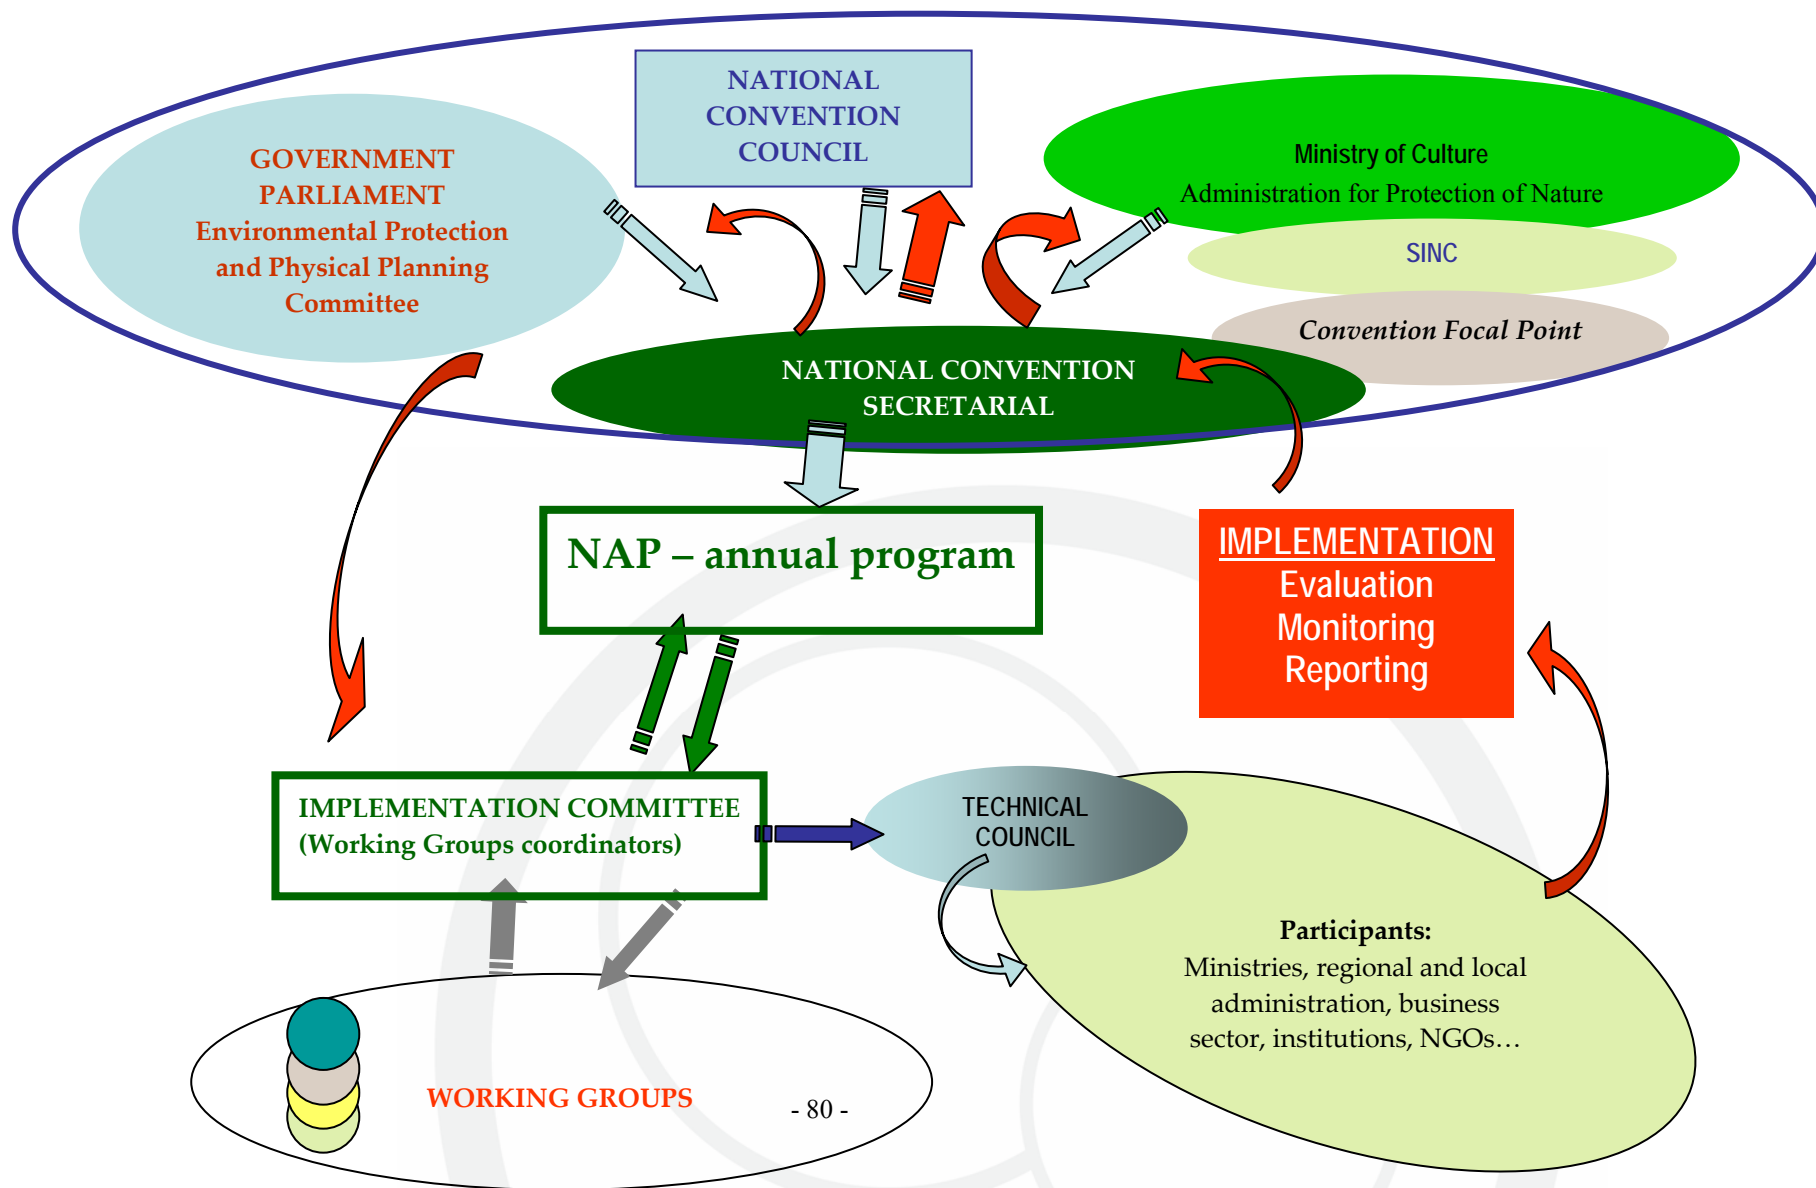 NATIONAL
CONVENTION
COUNCIL
GOVERNMENT
PARLIAMENT
Environmental Protection
and Physical Planning
Committee
Ministry of Culture
Administration for Protection of Nature
SINC
Convention Focal Point
NATIONAL CONVENTION
SECRETARIAL
NAP – annual program
IMPLEMENTATION
Evaluation
Monitoring
Reporting
IMPLEMENTATION COMMITTEE
(Working Groups coordinators)
TECHNICAL
COUNCIL
Participants:
Ministries, regional and local
administration, business
sector, institutions, NGOs…
WORKING GROUPS
- 80 -